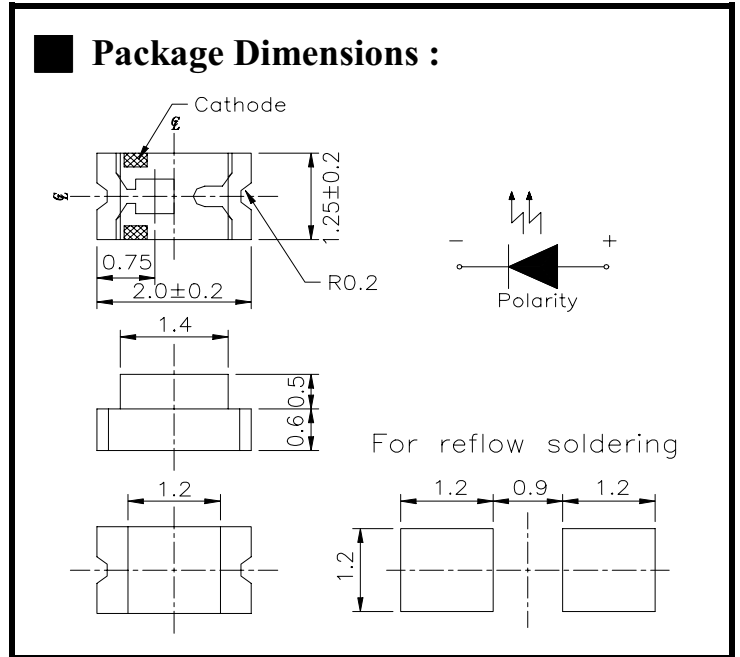 Package Dimensions :
Cathode
℄
℄
1.25±0.2
0.75
2.0±0.2
R0.2
- +
Polarity
1.4
0.5
0.6
For reflow soldering
1.2
1.2 0.9 1.2
1.2